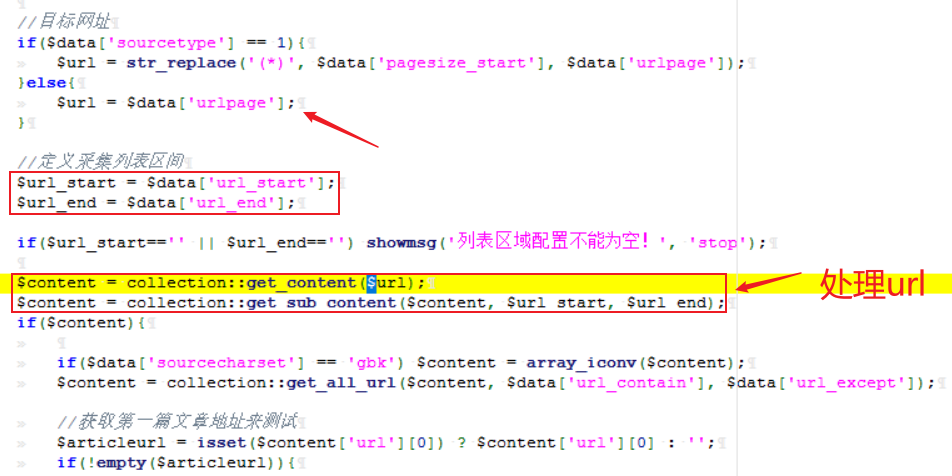 //目标网址
if($data['sourcetype'] == 1){
$url = str_replace('(*)', $data['pagesize_start'], $data['urlpage']);
}else{
$url = $data['urlpage'];
}
//定义采集列表区间
$url_start = $data['url_start'];
$url_end = $data['url_end'];
if($url_start=='' || $url_end=='') showmsg('列表区域配置不能为空！', 'stop');
$content = collection::get_content($url);
$content = collection::get_sub_content($content, $url_start, $url_end);
处理url
if($content){
if($data['sourcecharset'] == 'gbk') $content = array_iconv($content);
$content = collection::get_all_url($content, $data['url_contain'], $data['url_except']);
//获取第一篇文章地址来测试
$articleurl = isset($content['url'][0]) ? $content['url'][0] : '';
if(!empty($articleurl)){